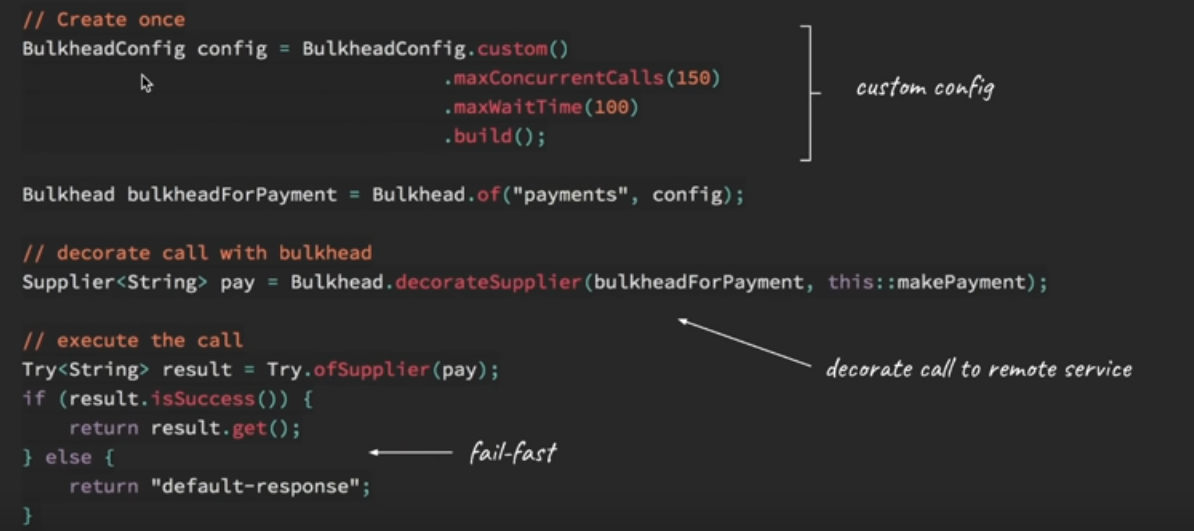 // Create once
BulkheadConfig config = BulkheadConfig.custom()
.maxConcurrentCalls(150)
.maxWaitTime(100)
.build();
custom config
Bulkhead bulkheadForPayment = Bulkhead.of("payments", config);
// decorate call with bulkhead
Supplier<String> pay = Bulkhead.decorateSupplier(bulkheadForPayment, this::makePayment);
decorate call to remote service
// execute the call
Try<String> result = Try.ofSupplier(pay);
if (result.isSuccess()) {
return result.get();
} else {
fail-fast
return "default-response";
}